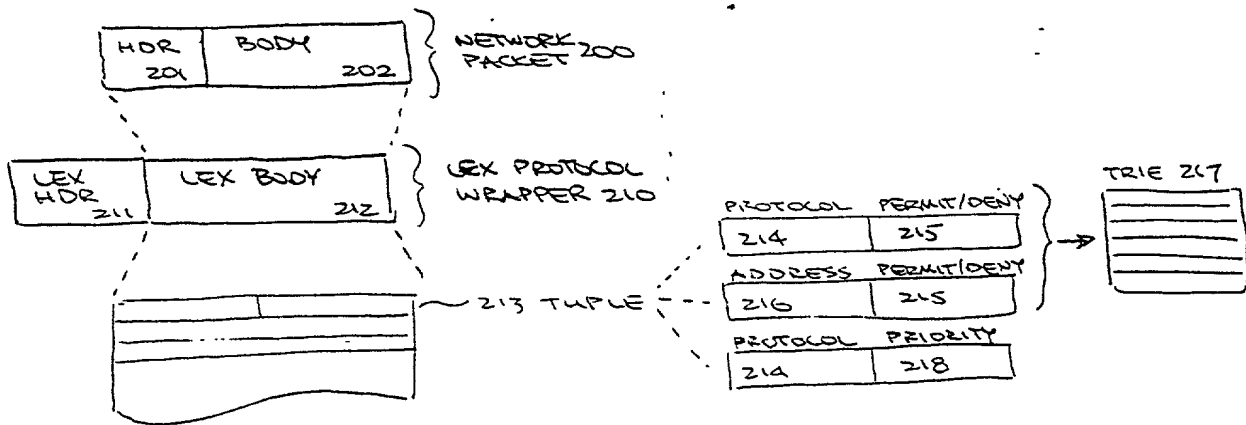 HDR
201
BODY
202
NETWORK
PACKET 200
LEX
HDR
211
LEX BODY
212
LEX PROTOCOL
WRAPPER 210
213 TUPLE
PROTOCOL PERMIT/DENY
214 215
ADDRESS PERMIT/DENY
216 215
PROTOCOL PRIORITY
214 218
TRIE 217